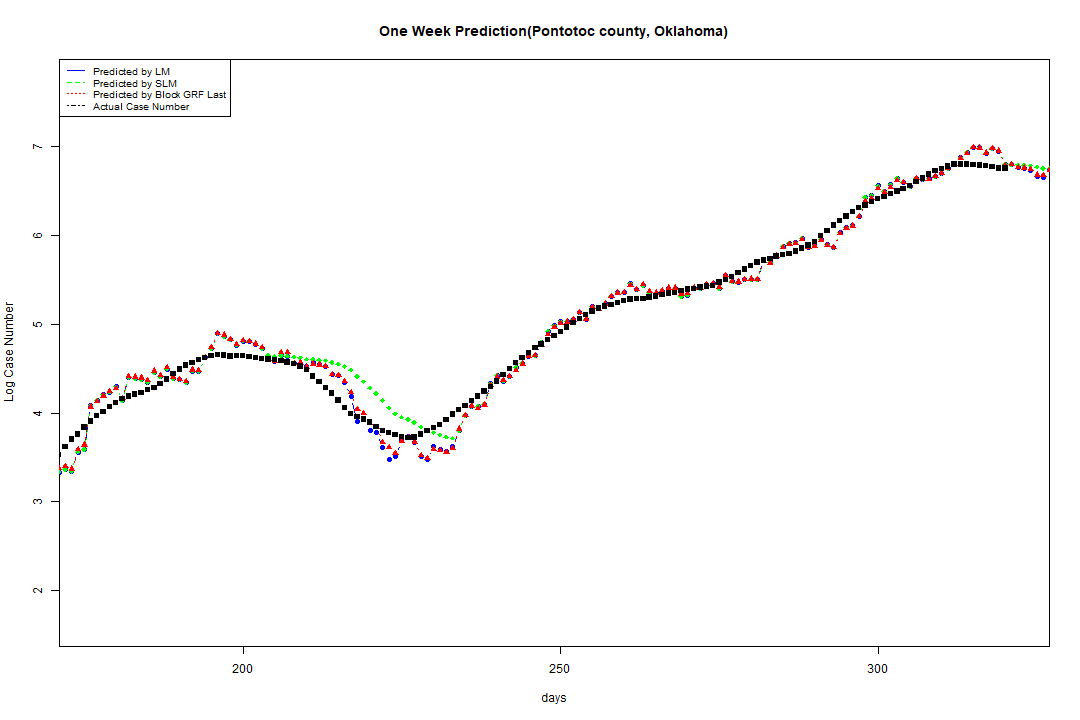 One Week Prediction(Pontotoc county, Oklahoma)
Predicted by LM
Predicted by SLM
Predicted by Block GRF Last
Actual Case Number
7
6
5
4
3
2
Log Case Number
200
250
300
days